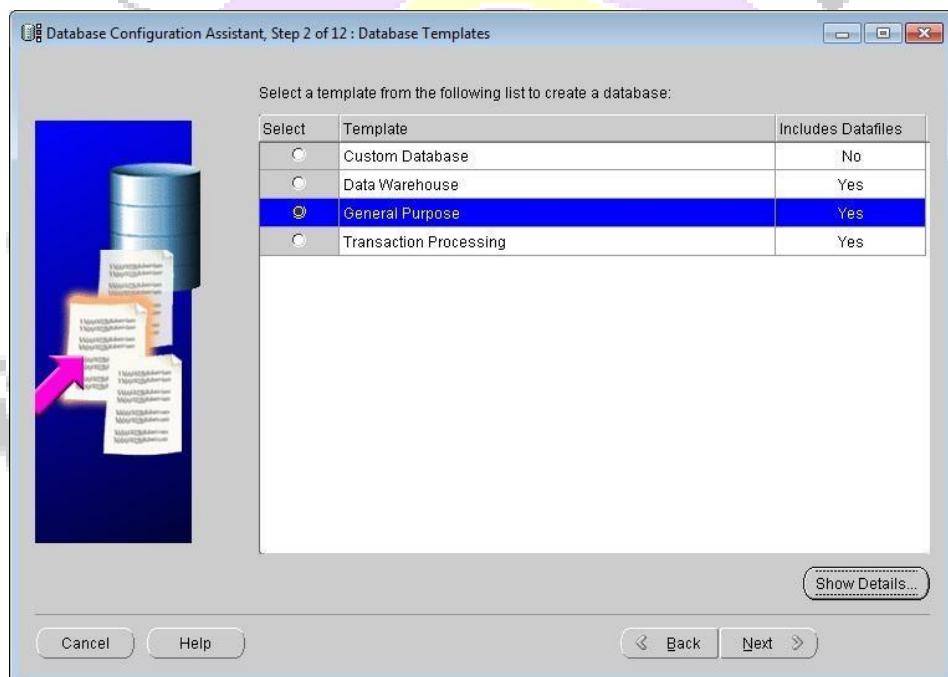 Database Configuration Assistant, Step 2 of 12 : Database Templates
Select a template from the following list to create a database:
Select Template Includes Datafiles
Custom Database No
Data Warehouse Yes
General Purpose Yes
Transaction Processing Yes
Show Details...
Cancel Help Back Next